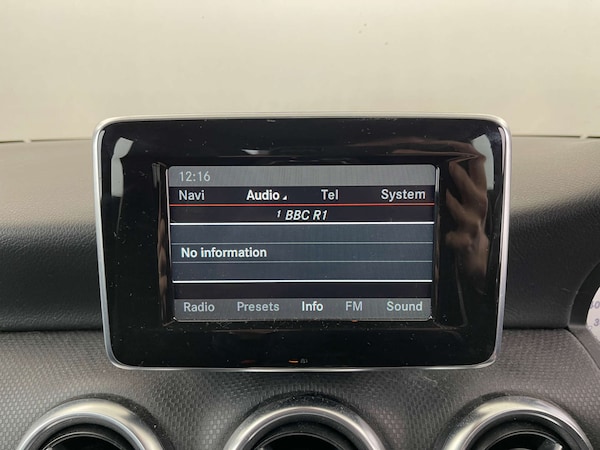 12:16
Navi Audio Tel System
1 BBC R1
No information
Radio Presets Info FM Sound